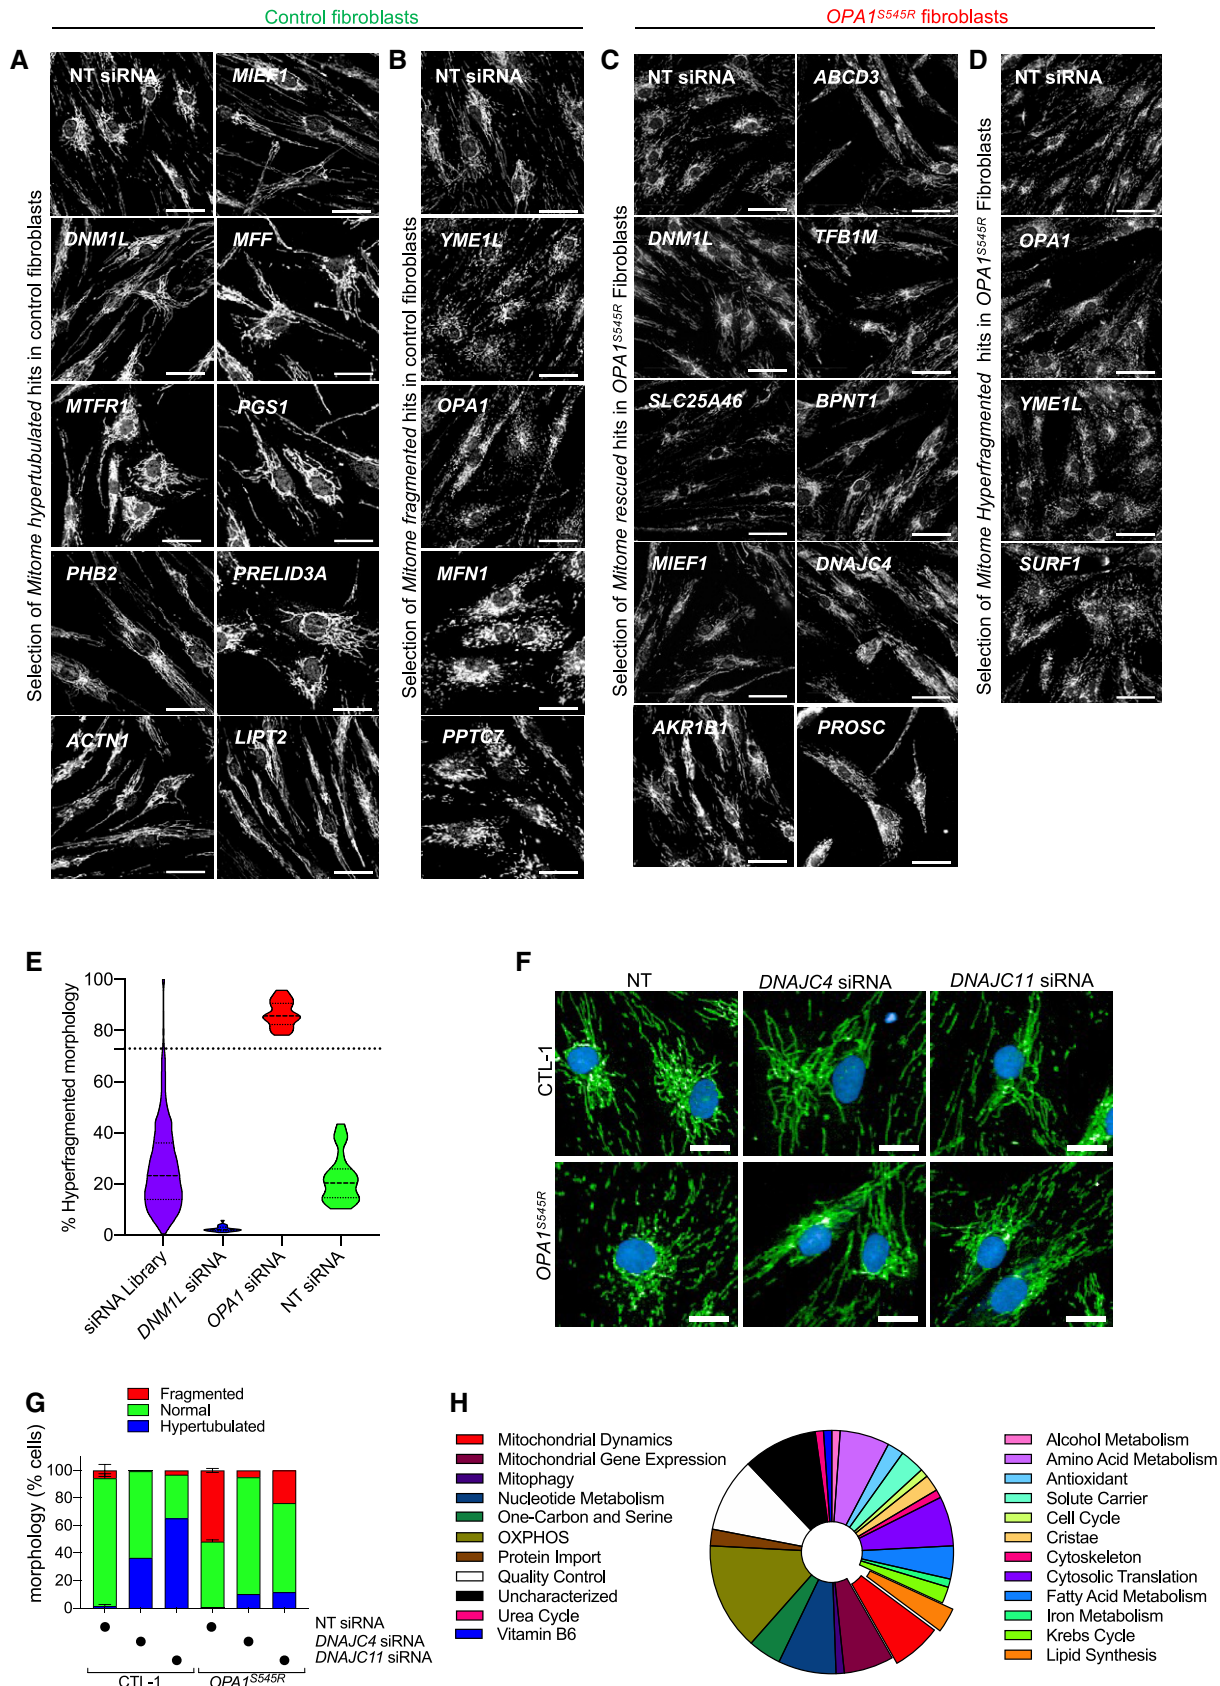 Control fibroblasts
OPA1S545R fibroblasts
A
Selection of Mitome hypertubulated hits in control fibroblasts
NT siRNA
MIEF1
DNM1L
MFF
MTFR1
PGS1
PHB2
PRELID3A
ACTN1
LIPT2
B
Selection of Mitome fragmented hits in control fibroblasts
NT siRNA
YME1L
OPA1
MFN1
PPTC7
C
Selection of Mitome rescued hits in OPA1S545R Fibroblasts
NT siRNA
ABCD3
DNM1L
TFB1M
SLC25A46
BPNT1
MIEF1
DNAJC4
AKR1B1
PROSC
D
Selection of Mitome Hyperfragmented hits in OPA1S545R Fibroblasts
NT siRNA
OPA1
YME1L
SURF1
E
% Hyperfragmented morphology
100
80
60
40
20
0
siRNA Library
DNM1L siRNA
OPA1 siRNA
NT siRNA
F
NT
DNAJC4 siRNA
DNAJC11 siRNA
CTL-1
OPA1S545R
G
Fragmented
Normal
Hypertubulated
morphology (% cells)
100
80
60
40
20
0
NT siRNA
DNAJC4 siRNA
DNAJC11 siRNA
CTL-1
OPA1S545R
H
Mitochondrial Dynamics
Mitochondrial Gene Expression
Mitophagy
Nucleotide Metabolism
One-Carbon and Serine
OXPHOS
Protein Import
Quality Control
Uncharacterized
Urea Cycle
Vitamin B6
Alcohol Metabolism
Amino Acid Metabolism
Antioxidant
Solute Carrier
Cell Cycle
Cristae
Cytoskeleton
Cytosolic Translation
Fatty Acid Metabolism
Iron Metabolism
Krebs Cycle
Lipid Synthesis